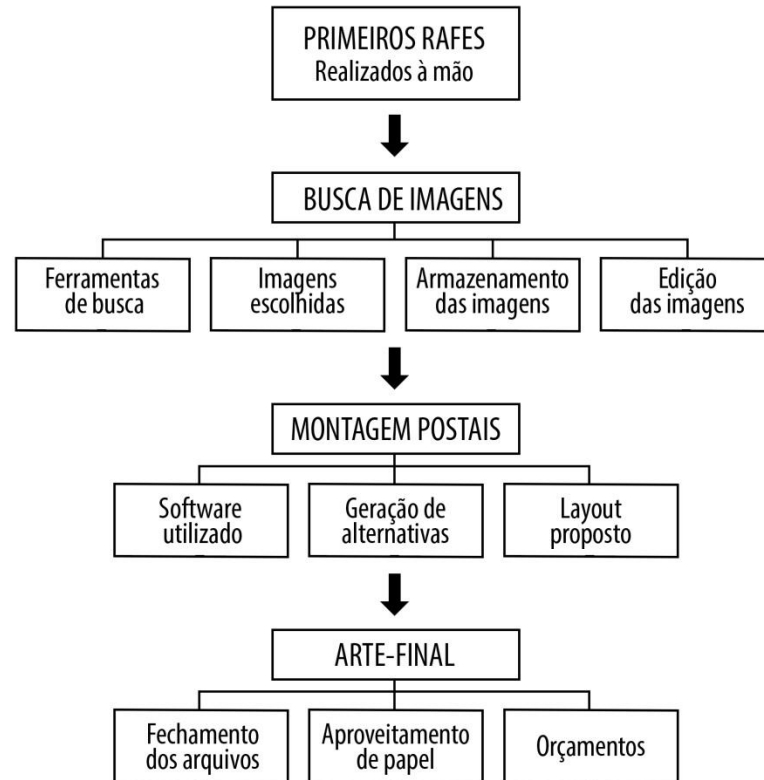 PRIMEIROS RAFES
Realizados à mão
BUSCA DE IMAGENS
Ferramentas
de busca
Imagens
escolhidas
Armazenamento
das imagens
Edição
das imagens
MONTAGEM POSTAIS
Software
utilizado
Geração de
alternativas
Layout
proposto
ARTE-FINAL
Fechamento
dos arquivos
Aproveitamento
de papel
Orçamentos